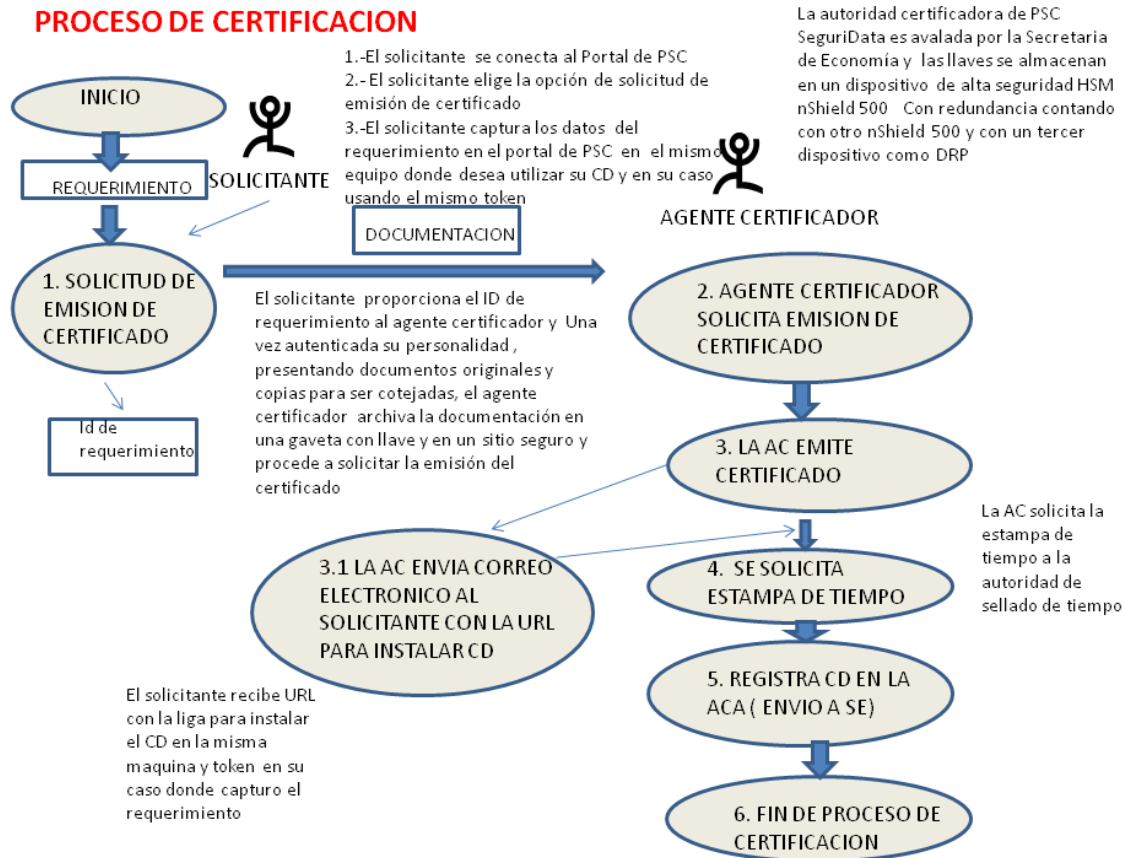 PROCESO DE CERTIFICACION
La autoridad certificadora de PSC
SeguriData es avalada por la Secretaria
de Economía y las llaves se almacenan
en un dispositivo de alta seguridad HSM
nShield 500 Con redundancia contando
con otro nShield 500 y con un tercer
dispositivo como DRP
1.-El solicitante se conecta al Portal de PSC
2.- El solicitante elige la opción de solicitud de
emisión de certificado
3.-El solicitante captura los datos del
requerimiento en el portal de PSC en el mismo
equipo donde desea utilizar su CD y en su caso
usando el mismo token
INICIO
REQUERIMIENTO
SOLICITANTE
DOCUMENTACION
AGENTE CERTIFICADOR
1. SOLICITUD DE
EMISION DE
CERTIFICADO
El solicitante proporciona el ID de
requerimiento al agente certificador y Una
vez autenticada su personalidad ,
presentando documentos originales y
copias para ser cotejadas, el agente
certificador archiva la documentación en
una gaveta con llave y en un sitio seguro y
procede a solicitar la emisión del
certificado
2. AGENTE CERTIFICADOR
SOLICITA EMISION DE
CERTIFICADO
Id de
requerimiento
3. LA AC EMITE
CERTIFICADO
La AC solicita la
estampa de
tiempo a la
autoridad de
sellado de tiempo
3.1 LA AC ENVIA CORREO
ELECTRONICO AL
SOLICITANTE CON LA URL
PARA INSTALAR CD
4. SE SOLICITA
ESTAMPA DE TIEMPO
El solicitante recibe URL
con la liga para instalar
el CD en la misma
maquina y token en su
caso donde capturo el
requerimiento
5. REGISTRA CD EN LA
ACA ( ENVIO A SE)
6. FIN DE PROCESO DE
CERTIFICACION